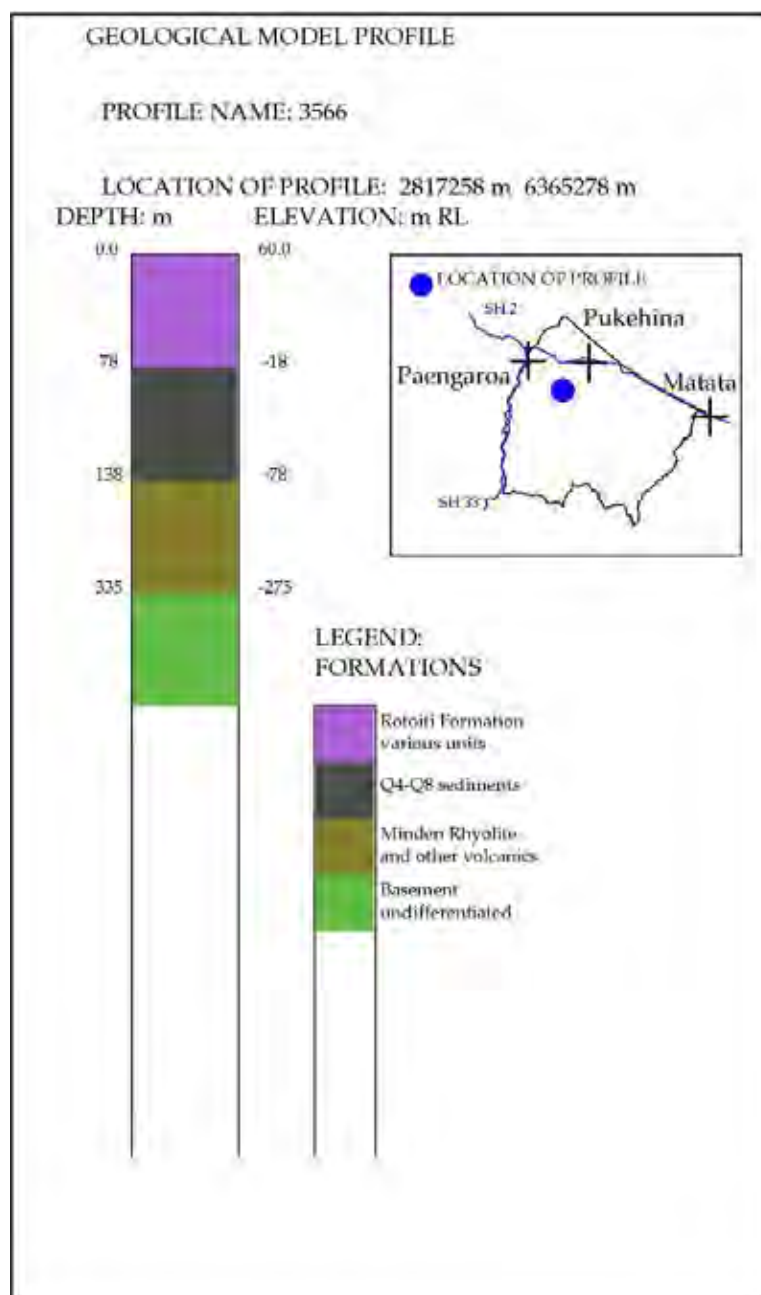 GEOLOGICAL MODEL PROFILE
PROFILE NAME: 3566
LOCATION OF PROFILE: 2817258 m 6365278 m
DEPTH: m ELEVATION: m RL
0.0 60.0
78 -18
138 -78
335 -275
LOCATION OF PROFILE
SH 2
Pukehina
Paengaroa
Matata
SH 33
LEGEND:
FORMATIONS
Rotoiti Formation
various units
Q4-Q8 sediments
Minden Rhyolite
and other volcanics
Basement
undifferentiated